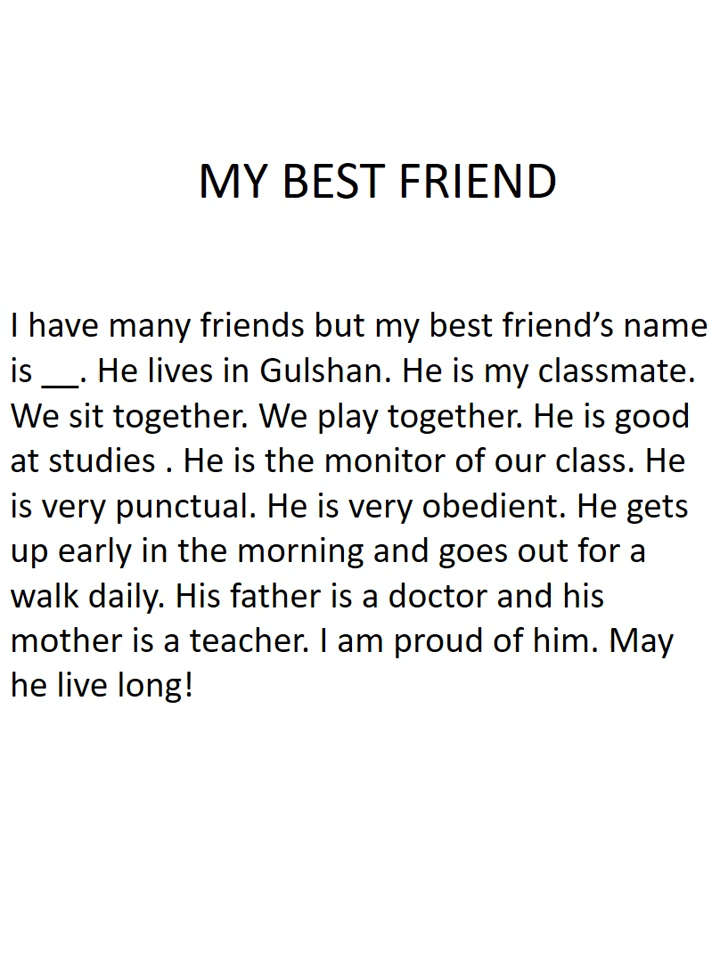 MY BEST FRIEND
I have many friends but my best friend’s name
is __. He lives in Gulshan. He is my classmate.
We sit together. We play together. He is good
at studies . He is the monitor of our class. He
is very punctual. He is very obedient. He gets
up early in the morning and goes out for a
walk daily. His father is a doctor and his
mother is a teacher. I am proud of him. May
he live long!